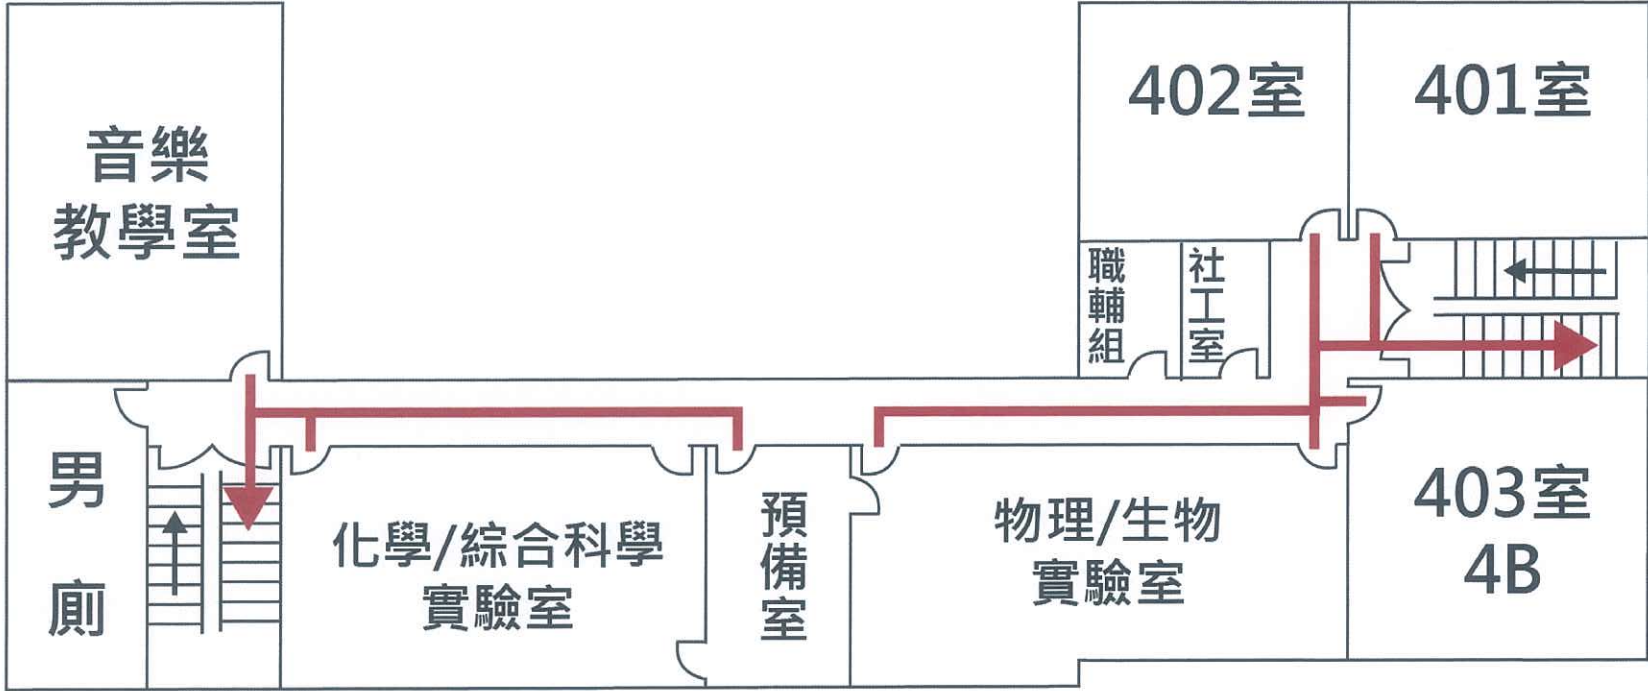 音樂
教學室
402室
401室
職輔組
社工室
男廁
化學/綜合科學
實驗室
預備室
物理/生物
實驗室
403室
4B